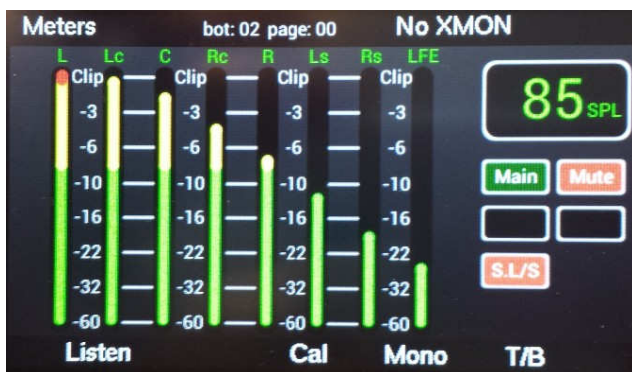 Meters bot: 02 page: 00 No XMON
L Lc C Rc R Ls Rs LFE
Clip Clip Clip Clip
85 SPL
-3 -3 -3 -3
-6 -6 -6 -6
Main Mute
-10 -10 -10 -10
-16 -16 -16 -16
-22 -22 -22 -22
S.L/S
-32 -32 -32 -32
-60 -60 -60 -60
Listen Cal Mono T/B